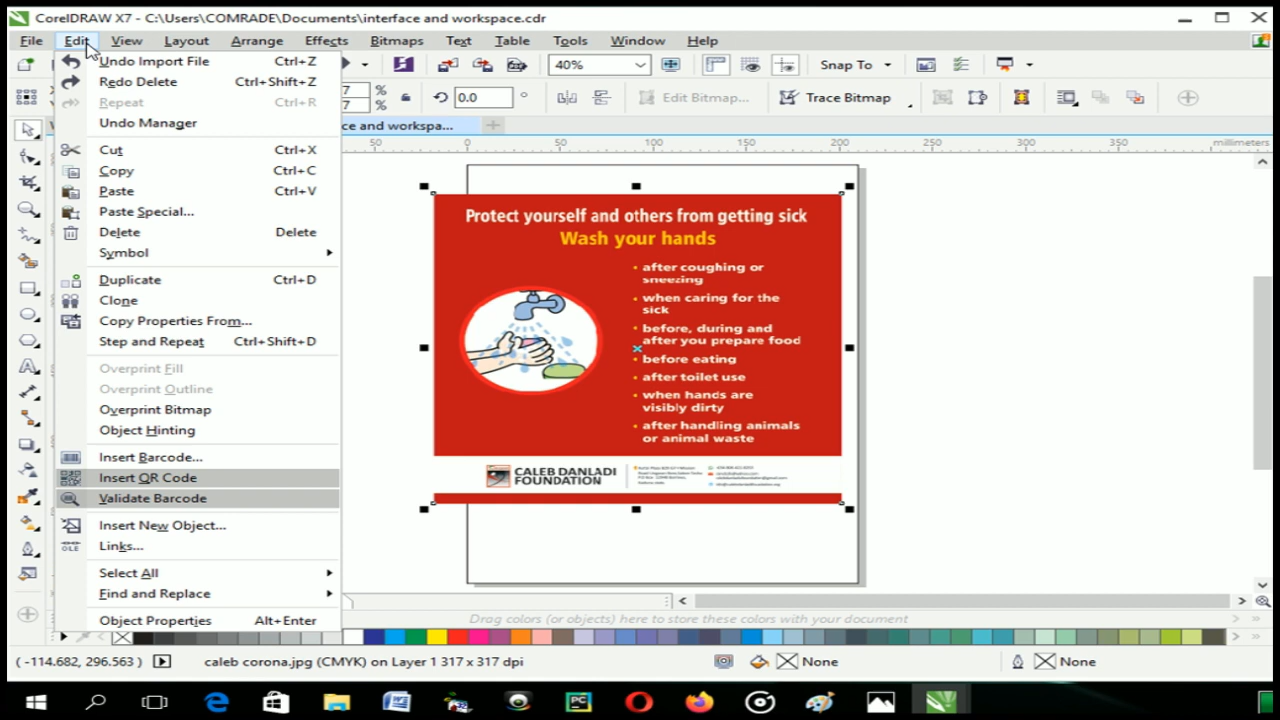 CorelDRAW X7 - C:\Users\COMRADE\Documents\interface and workspace.cdr
File Edit View Layout Arrange Effects Bitmaps Text Table Tools Window Help
Undo Import File Ctrl+Z
Redo Delete Ctrl+Shift+Z
Repeat Ctrl+R
Undo Manager
Cut Ctrl+X
Copy Ctrl+C
Paste Ctrl+V
Paste Special...
Delete Delete
Symbol
Duplicate Ctrl+D
Clone
Copy Properties From...
Step and Repeat Ctrl+Shift+D
Overprint Fill
Overprint Outline
Overprint Bitmap
Object Hinting
Insert Barcode...
Insert QR Code
Validate Barcode
Insert New Object...
Links...
Select All
Find and Replace
Object Properties Alt+Enter
40% Snap To
7 %
7 %
0.0 °
Edit Bitmap... Trace Bitmap
ce and workspa...
50 0 50 100 150 200 250 300 350 millimeters
Protect yourself and others from getting sick
Wash your hands
• after coughing or
sneezing
• when caring for the
sick
• before, during and
after you prepare food
• before eating
• after toilet use
• when hands are
visibly dirty
• after handling animals
or animal waste
CALEB DANLADI
FOUNDATION
Drag colors (or objects) here to store these colors with your document
( -114.682, 296.563 ) caleb corona.jpg (CMYK) on Layer 1 317 x 317 dpi None None